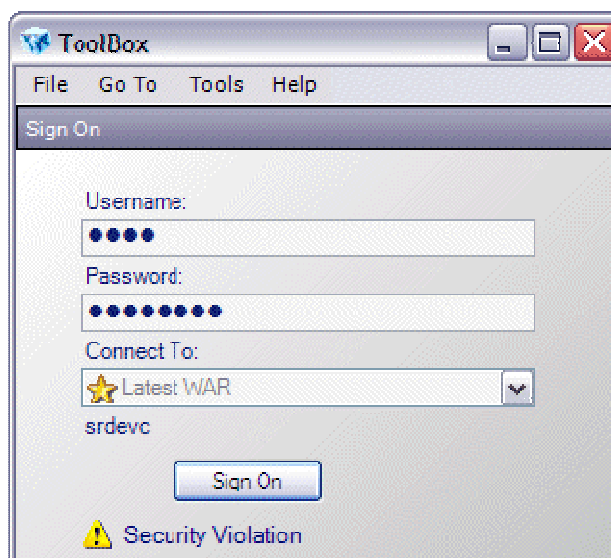 ToolBox
File Go To Tools Help
Sign On
Username:
●●●●
Password:
●●●●●●●●
Connect To:
Latest WAR
srdevc
Sign On
Security Violation